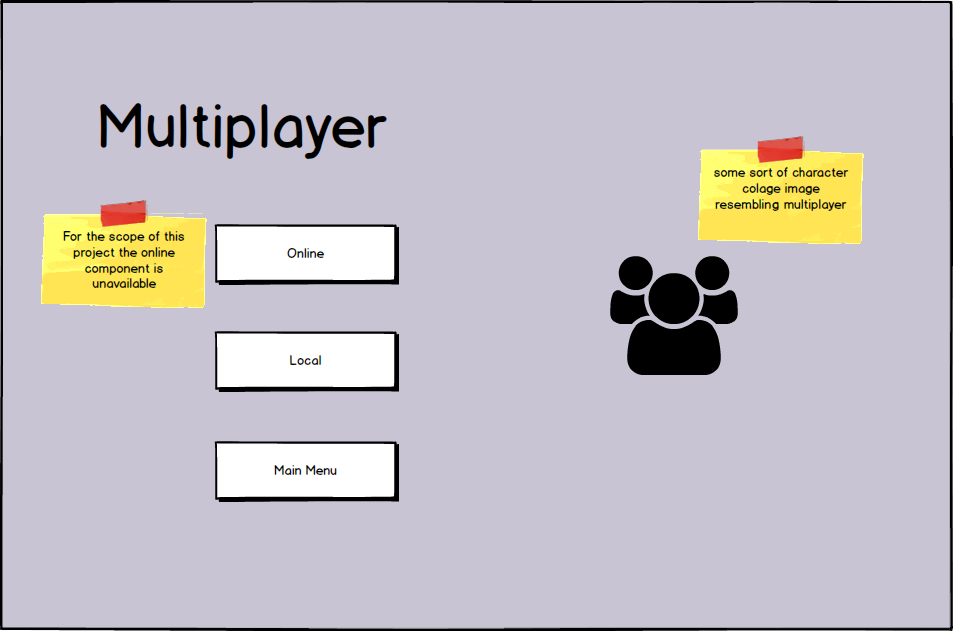 Multiplayer
some sort of character
colage image
resembling multiplayer
For the scope of this
project the online
component is
unavailable
Online
Local
Main Menu